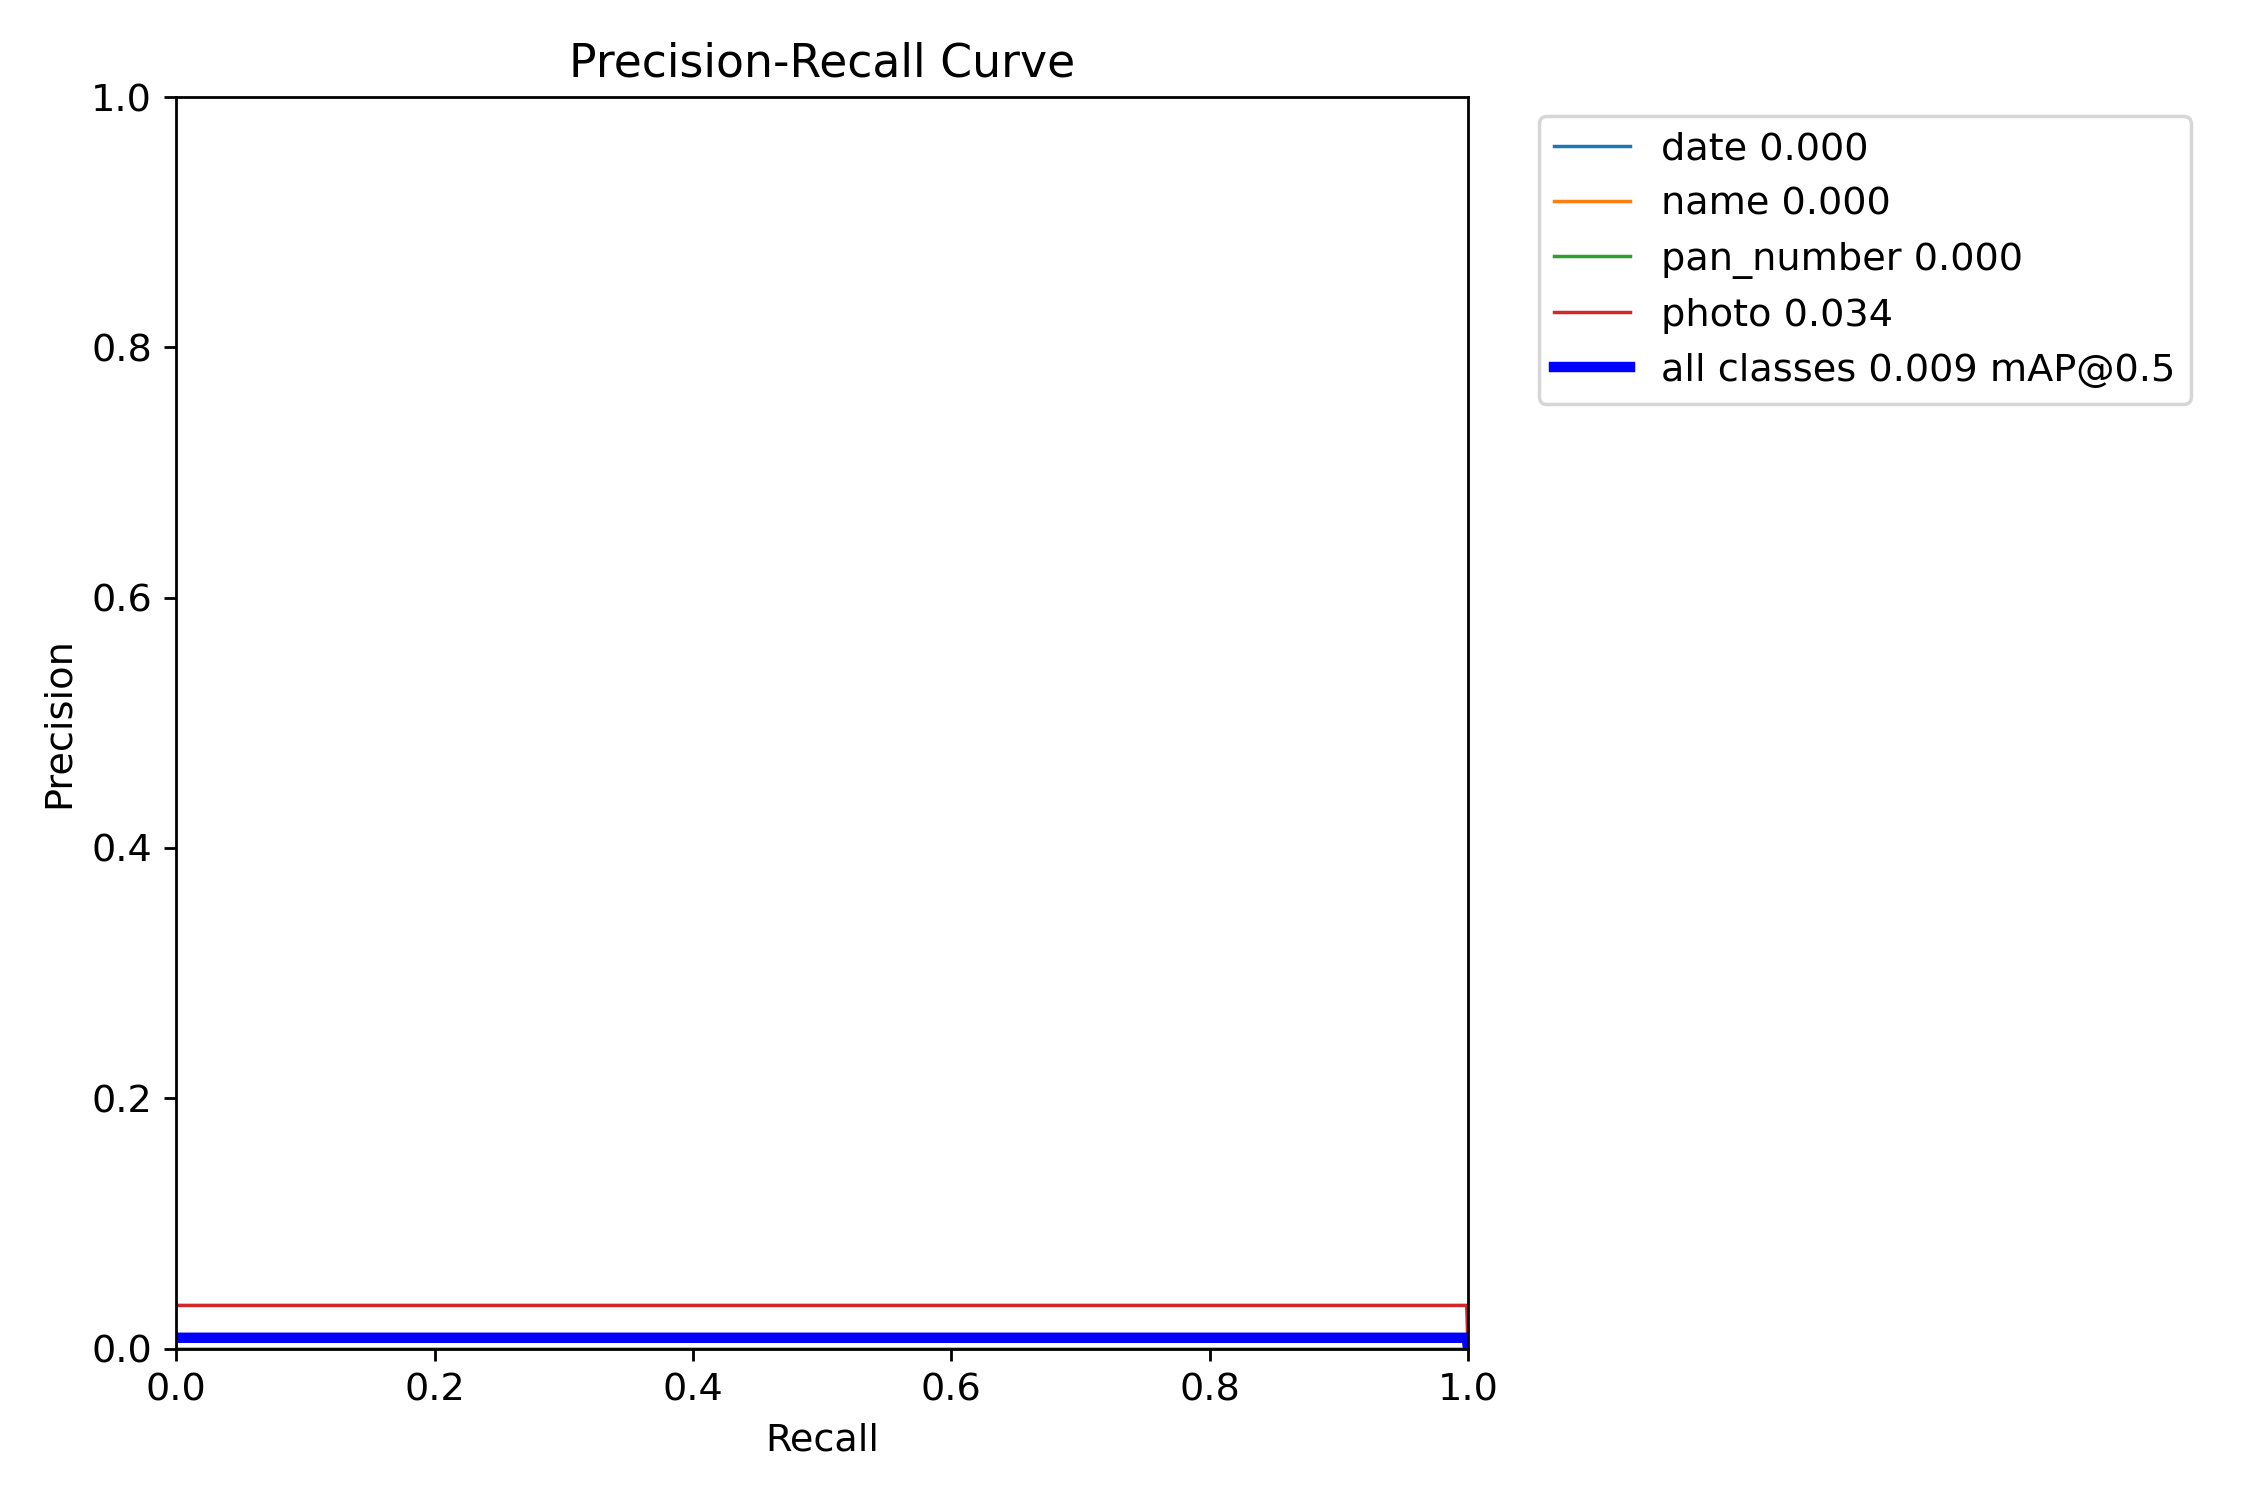 Precision-Recall Curve
1.0
0.8
0.6
0.4
0.2
0.0
Precision
0.0 0.2 0.4 0.6 0.8 1.0
Recall
date 0.000
name 0.000
pan_number 0.000
photo 0.034
all classes 0.009 mAP@0.5